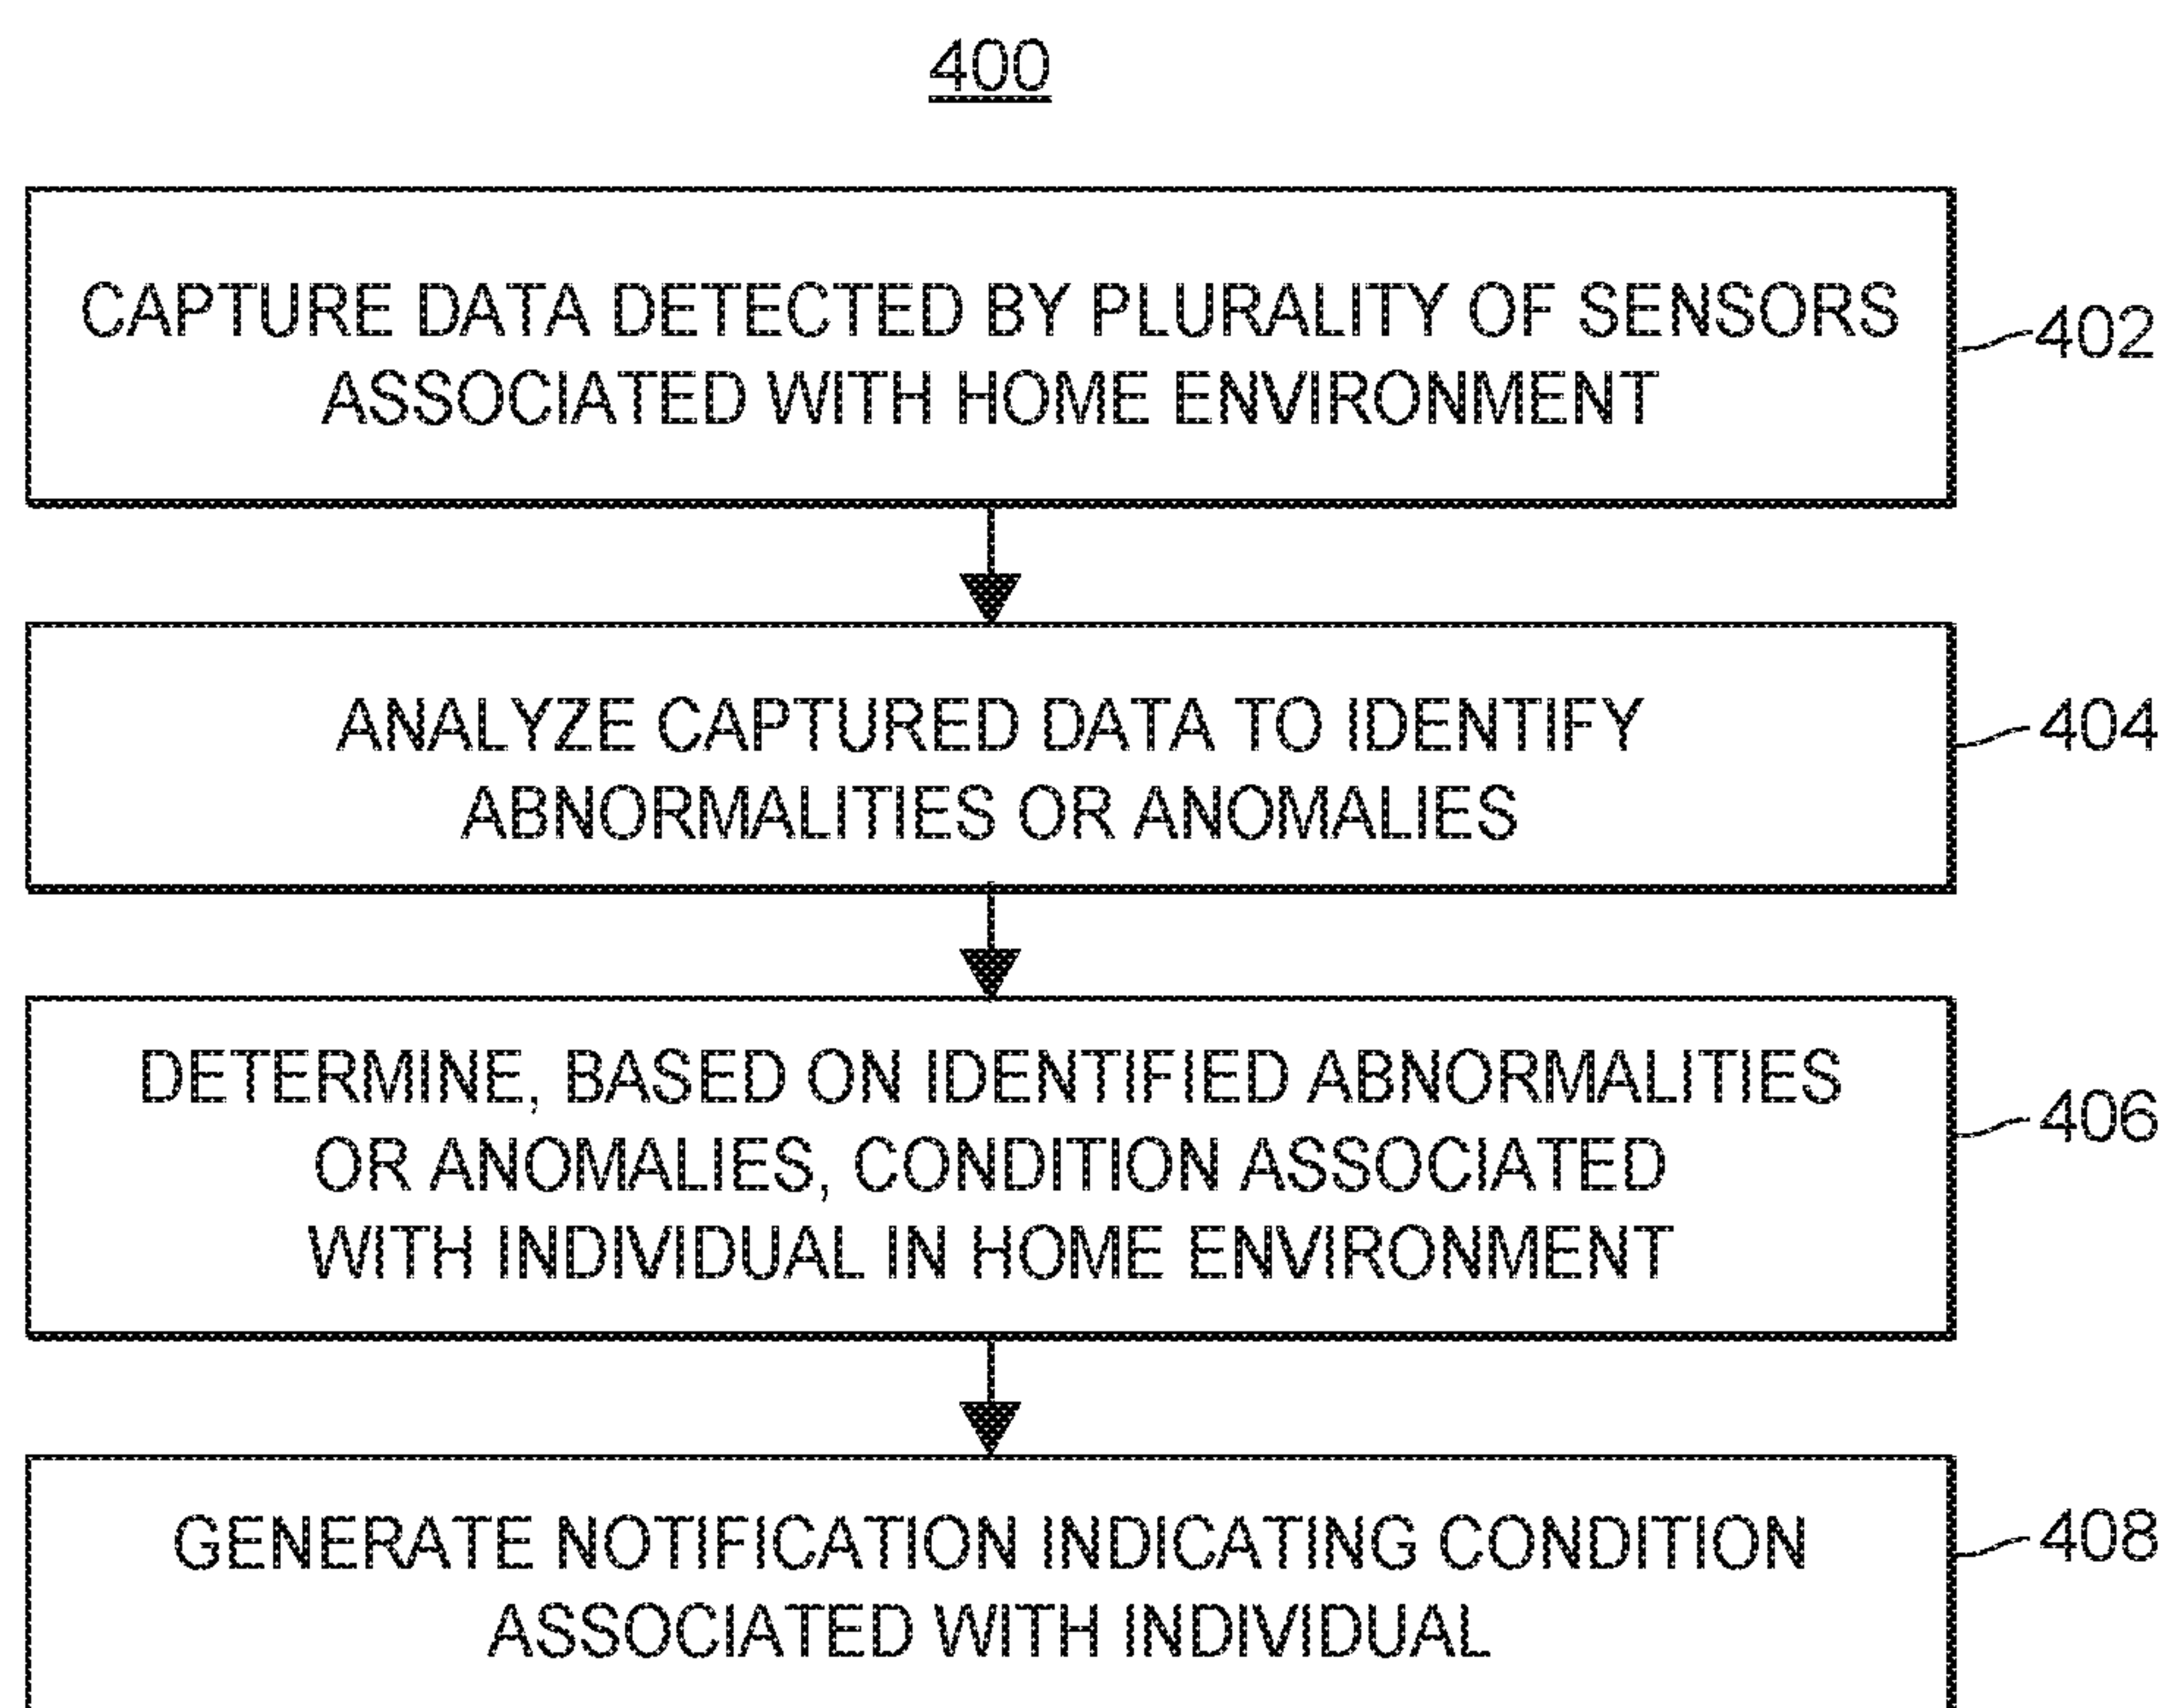 400
CAPTURE DATA DETECTED BY PLURALITY OF SENSORS
ASSOCIATED WITH HOME ENVIRONMENT
402
ANALYZE CAPTURED DATA TO IDENTIFY
ABNORMALITIES OR ANOMALIES
404
DETERMINE, BASED ON IDENTIFIED ABNORMALITIES
OR ANOMALIES, CONDITION ASSOCIATED
WITH INDIVIDUAL IN HOME ENVIRONMENT
406
GENERATE NOTIFICATION INDICATING CONDITION
ASSOCIATED WITH INDIVIDUAL
408